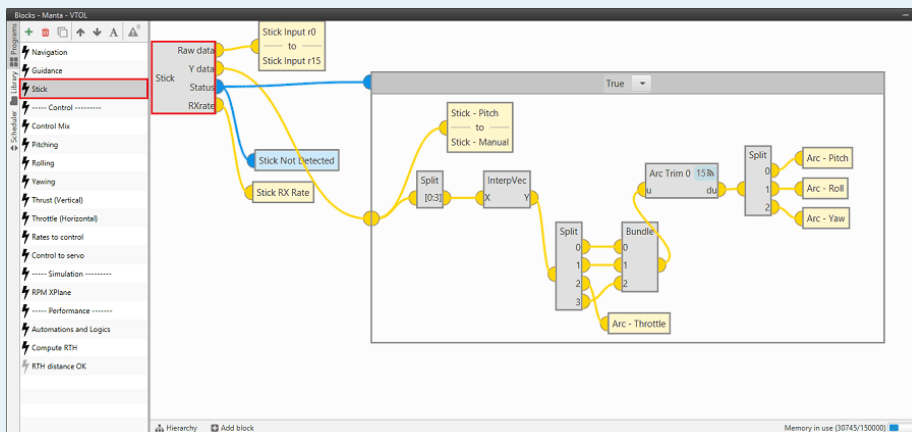 Blocks - Manta - VTOL
Programs
Library
Scheduler
A
Navigation
Guidance
Stick
----- Control ---------
Control Mix
Pitching
Rolling
Yawing
Thrust (Vertical)
Throttle (Horizontal)
Rates to control
Control to servo
----- Simulation ---------
RPM XPlane
----- Performance -------
Automations and Logics
Compute RTH
RTH distance OK
Stick
Raw data
Y data
Status
RXrate
Stick Input r0
to
Stick Input r15
Stick Not Detected
Stick RX Rate
True
Stick - Pitch
to
Stick - Manual
Split
[0:3]
InterpVec
X Y
Split
0
1
2
3
Bundle
0
1
2
Arc - Throttle
Arc Trim 0 15
u du
Split
0
1
2
Arc - Pitch
Arc - Roll
Arc - Yaw
Hierarchy
Add block
Memory in use (30745/150000)